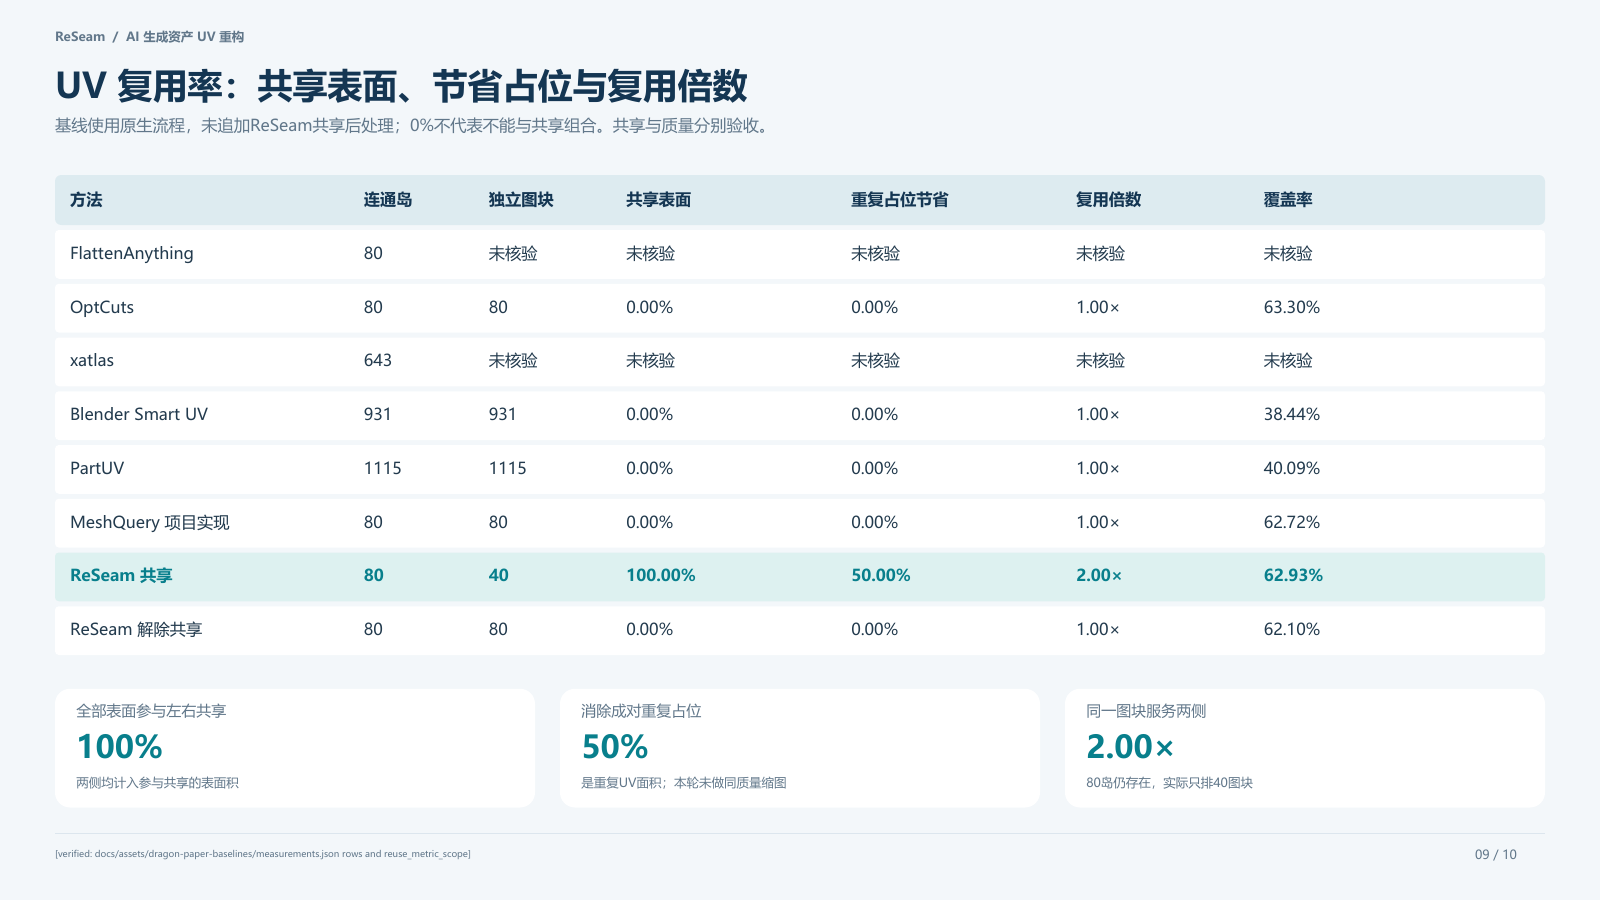 ReSeam / AI 生成资产 UV 重构
UV 复用率：共享表面、节省占位与复用倍数
基线使用原生流程，未追加ReSeam共享后处理；0%不代表不能与共享组合。共享与质量分别验收。
方法 连通岛 独立图块 共享表面 重复占位节省 复用倍数 覆盖率
FlattenAnything 80 未核验 未核验 未核验 未核验 未核验
OptCuts 80 80 0.00% 0.00% 1.00× 63.30%
xatlas 643 未核验 未核验 未核验 未核验 未核验
Blender Smart UV 931 931 0.00% 0.00% 1.00× 38.44%
PartUV 1115 1115 0.00% 0.00% 1.00× 40.09%
MeshQuery 项目实现 80 80 0.00% 0.00% 1.00× 62.72%
ReSeam 共享 80 40 100.00% 50.00% 2.00× 62.93%
ReSeam 解除共享 80 80 0.00% 0.00% 1.00× 62.10%
全部表面参与左右共享
100%
两侧均计入参与共享的表面积
消除成对重复占位
50%
是重复UV面积；本轮未做同质量缩图
同一图块服务两侧
2.00×
80岛仍存在，实际只排40图块
[verified: docs/assets/dragon-paper-baselines/measurements.json rows and reuse_metric_scope]
09 / 10